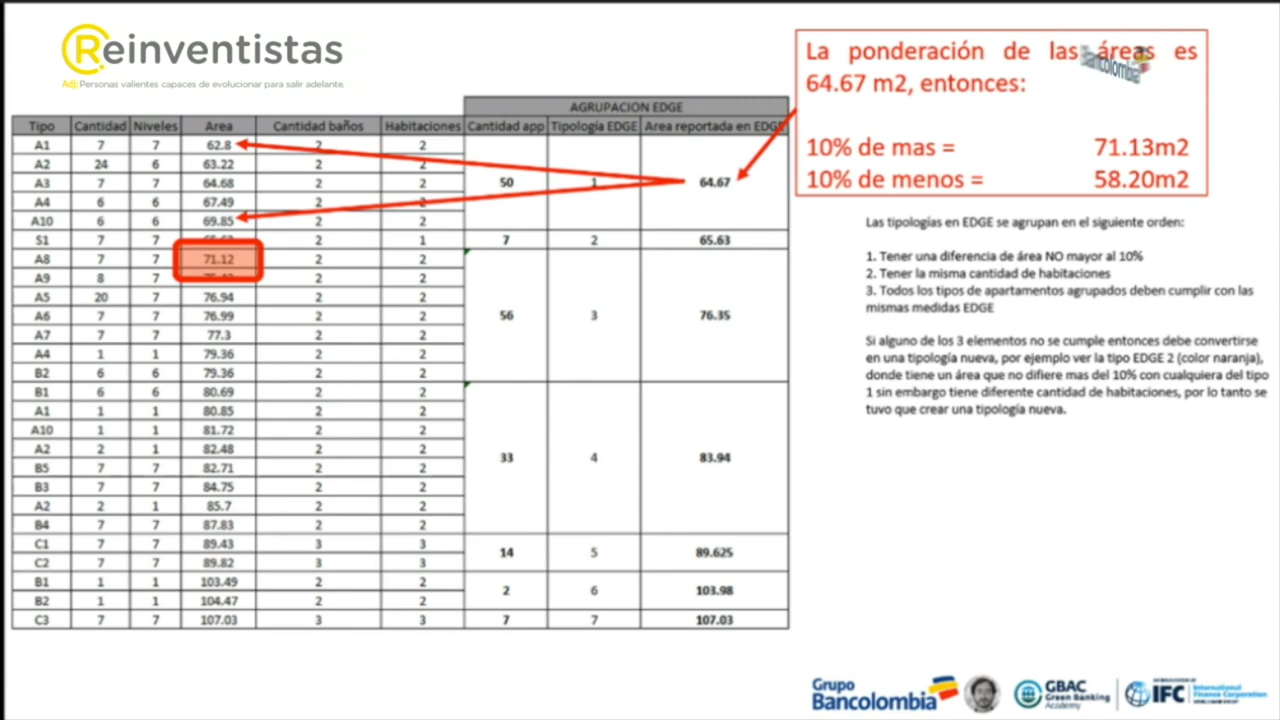 Reinventistas
Adj: Personas valientes capaces de evolucionar para salir adelante.
La ponderación de las áreas es
64.67 m2, entonces:
10% de mas = 71.13m2
10% de menos = 58.20m2
Bancolombia
AGRUPACION EDGE
Tipo Cantidad Niveles Area Cantidad baños Habitaciones Cantidad app Tipología EDGE Area reportada en EDGE
A1 7 7 62.8 2 2
A2 24 6 63.22 2 2
A3 7 7 64.68 2 2 50 1 64.67
A4 6 6 67.49 2 2
A10 6 6 69.85 2 2
S1 7 7 65.63 2 1 7 2 65.63
A8 7 7 71.12 2 2
A9 8 7 2 2
A5 20 7 76.94 2 2
A6 7 7 76.99 2 2 56 3 76.35
A7 7 7 77.3 2 2
A4 1 1 79.36 2 2
B2 6 6 79.36 2 2
B1 6 6 80.69 2 2
A1 1 1 80.85 2 2
A10 1 1 81.72 2 2
A2 2 1 82.48 2 2
B5 7 7 82.71 2 2 33 4 83.94
B3 7 7 84.75 2 2
A2 2 1 85.7 2 2
B4 7 7 87.83 2 2
C1 7 7 89.43 3 3 14 5 89.625
C2 7 7 89.82 3 3
B1 1 1 103.49 2 2 2 6 103.98
B2 1 1 104.47 2 2
C3 7 7 107.03 3 3 7 7 107.03
Las tipologías en EDGE se agrupan en el siguiente orden:
1. Tener una diferencia de área NO mayor al 10%
2. Tener la misma cantidad de habitaciones
3. Todos los tipos de apartamentos agrupados deben cumplir con las
mismas medidas EDGE
Si alguno de los 3 elementos no se cumple entonces debe convertirse
en una tipología nueva, por ejemplo ver la tipo EDGE 2 (color naranja),
donde tiene un área que no difiere mas del 10% con cualquiera del tipo
1 sin embargo tiene diferente cantidad de habitaciones, por lo tanto se
tuvo que crear una tipología nueva.
Grupo
Bancolombia
GBAC
Green Banking
Academy
IFC
International
Finance Corporation